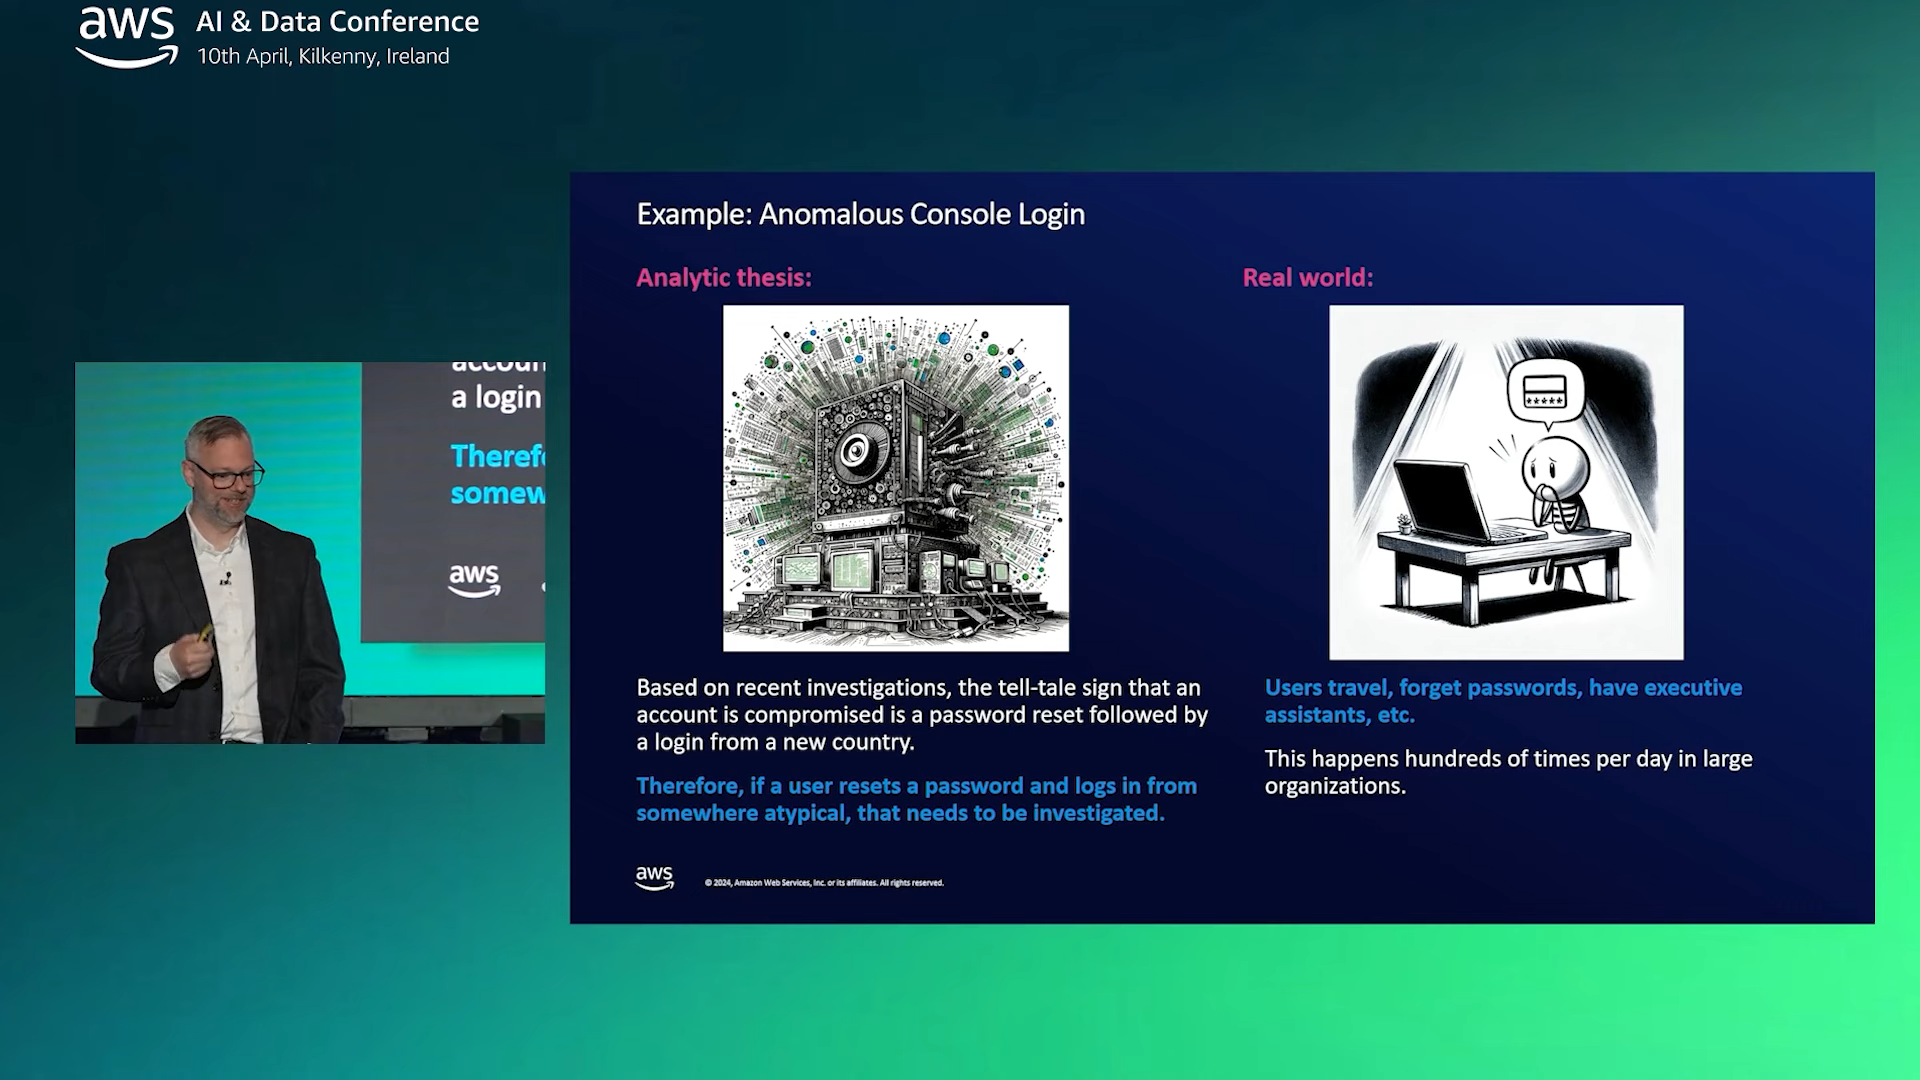 aws
AI & Data Conference
10th April, Kilkenny, Ireland
a login
aws
Example: Anomalous Console Login
Analytic thesis:
Real world:
*****
Based on recent investigations, the tell-tale sign that an
account is compromised is a password reset followed by
a login from a new country.
Therefore, if a user resets a password and logs in from
somewhere atypical, that needs to be investigated.
Users travel, forget passwords, have executive
assistants, etc.
This happens hundreds of times per day in large
organizations.
aws
© 2024, Amazon Web Services, Inc. or its affiliates. All rights reserved.